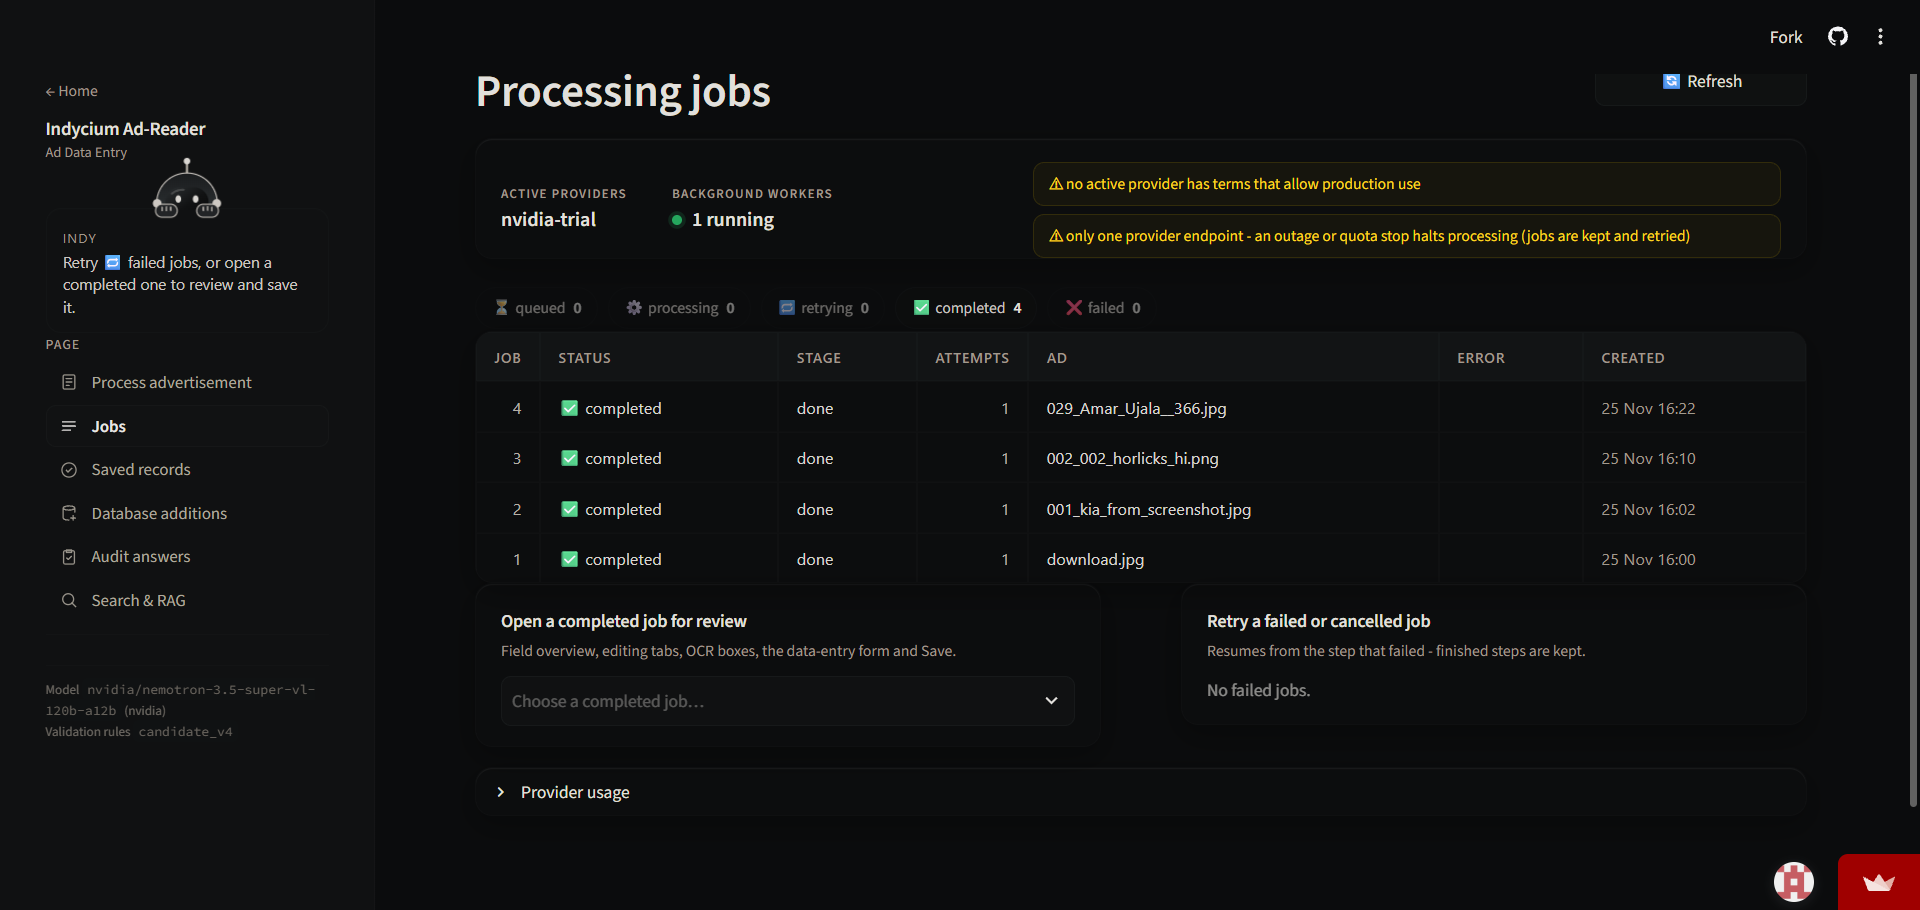 Fork
← Home
Indycium Ad-Reader
Ad Data Entry
INDY
Retry 🔁 failed jobs, or open a
completed one to review and save
it.
PAGE
Process advertisement
Jobs
Saved records
Database additions
Audit answers
Search & RAG
Model nvidia/nemotron-3.5-super-vl-
120b-a12b (nvidia)
Validation rules candidate_v4
Processing jobs
🔄 Refresh
ACTIVE PROVIDERS
nvidia-trial
BACKGROUND WORKERS
1 running
⚠ no active provider has terms that allow production use
⚠ only one provider endpoint - an outage or quota stop halts processing (jobs are kept and retried)
⏳ queued 0 ⚙ processing 0 🔁 retrying 0 ✅ completed 4 ❌ failed 0
JOB STATUS STAGE ATTEMPTS AD ERROR CREATED
4 ✅ completed done 1 029_Amar_Ujala__366.jpg 25 Nov 16:22
3 ✅ completed done 1 002_002_horlicks_hi.png 25 Nov 16:10
2 ✅ completed done 1 001_kia_from_screenshot.jpg 25 Nov 16:02
1 ✅ completed done 1 download.jpg 25 Nov 16:00
Open a completed job for review
Field overview, editing tabs, OCR boxes, the data-entry form and Save.
Choose a completed job…
Retry a failed or cancelled job
Resumes from the step that failed - finished steps are kept.
No failed jobs.
Provider usage